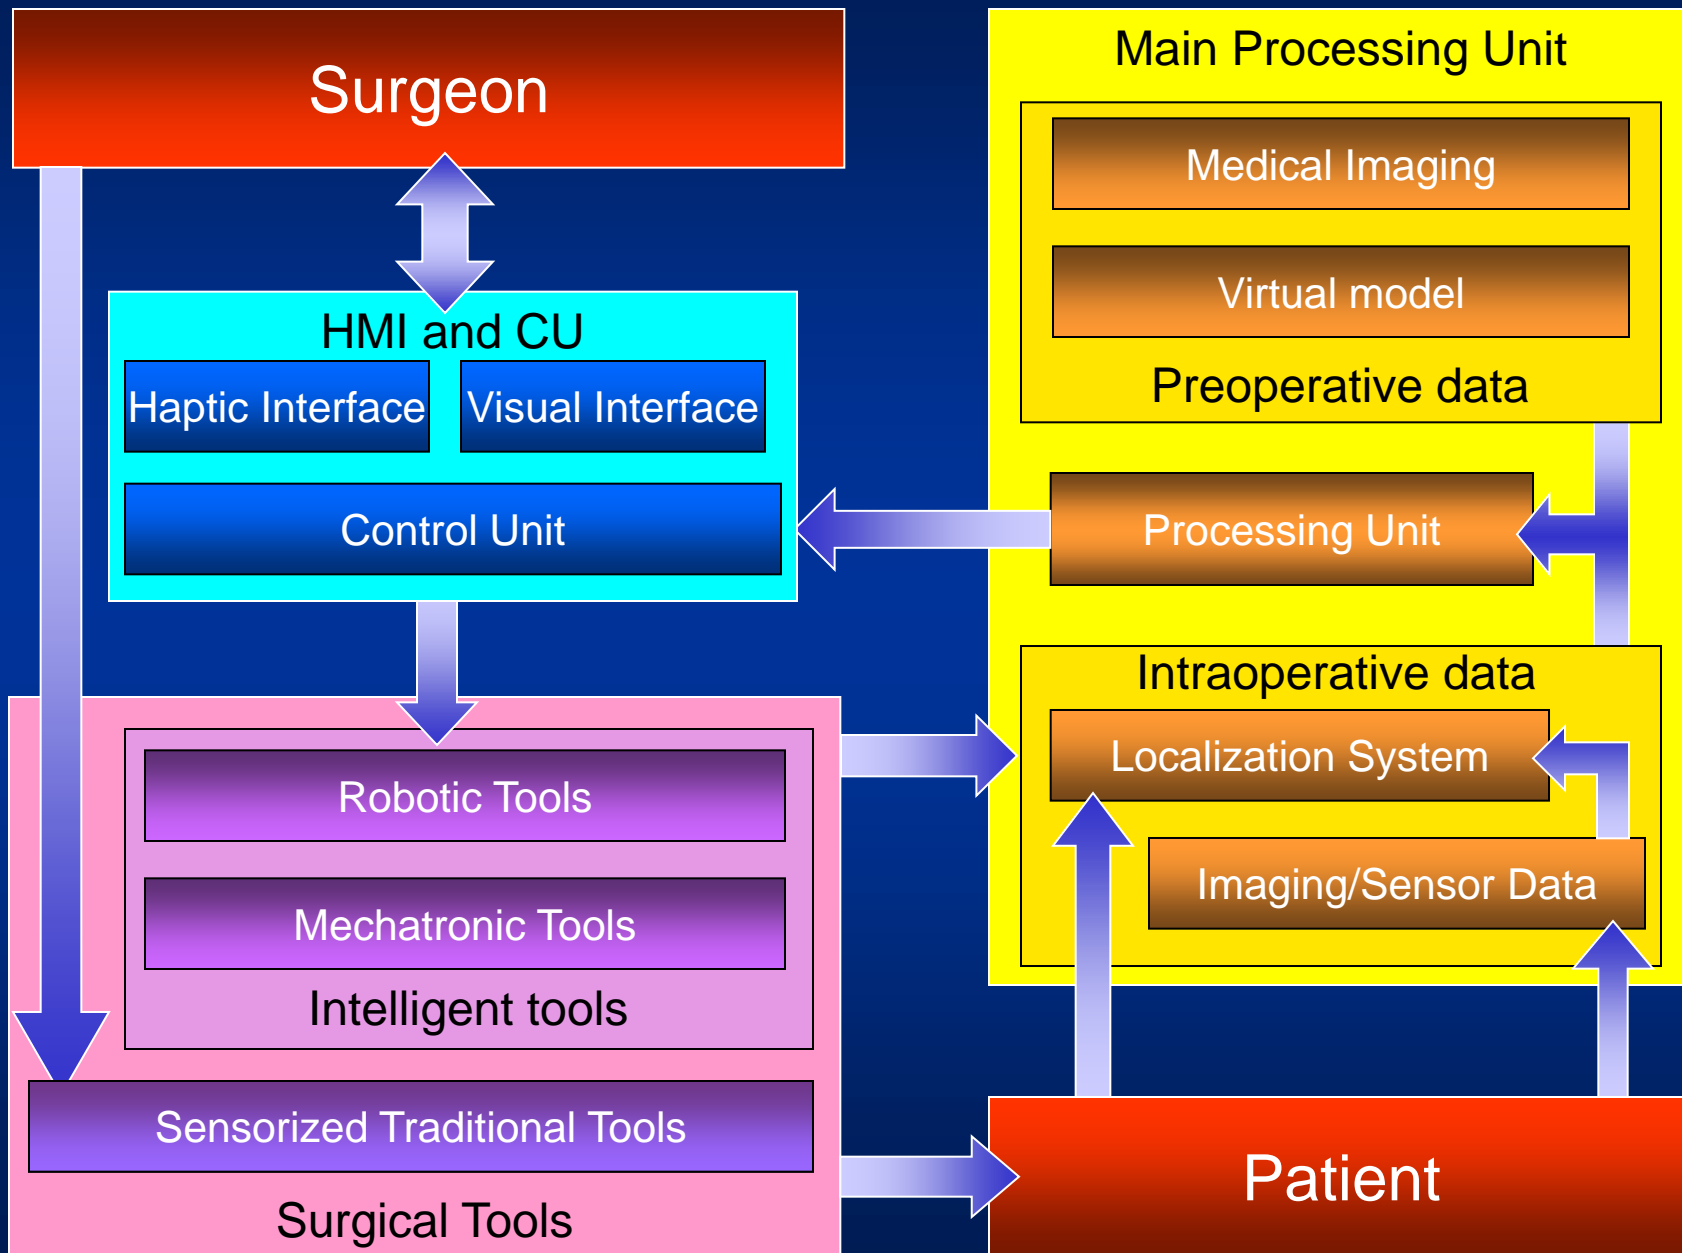 Surgeon
HMI and CU
Haptic Interface
Visual Interface
Control Unit
Robotic Tools
Mechatronic Tools
Intelligent tools
Sensorized Traditional Tools
Surgical Tools
Main Processing Unit
Medical Imaging
Virtual model
Preoperative data
Processing Unit
Intraoperative data
Localization System
Imaging/Sensor Data
Patient